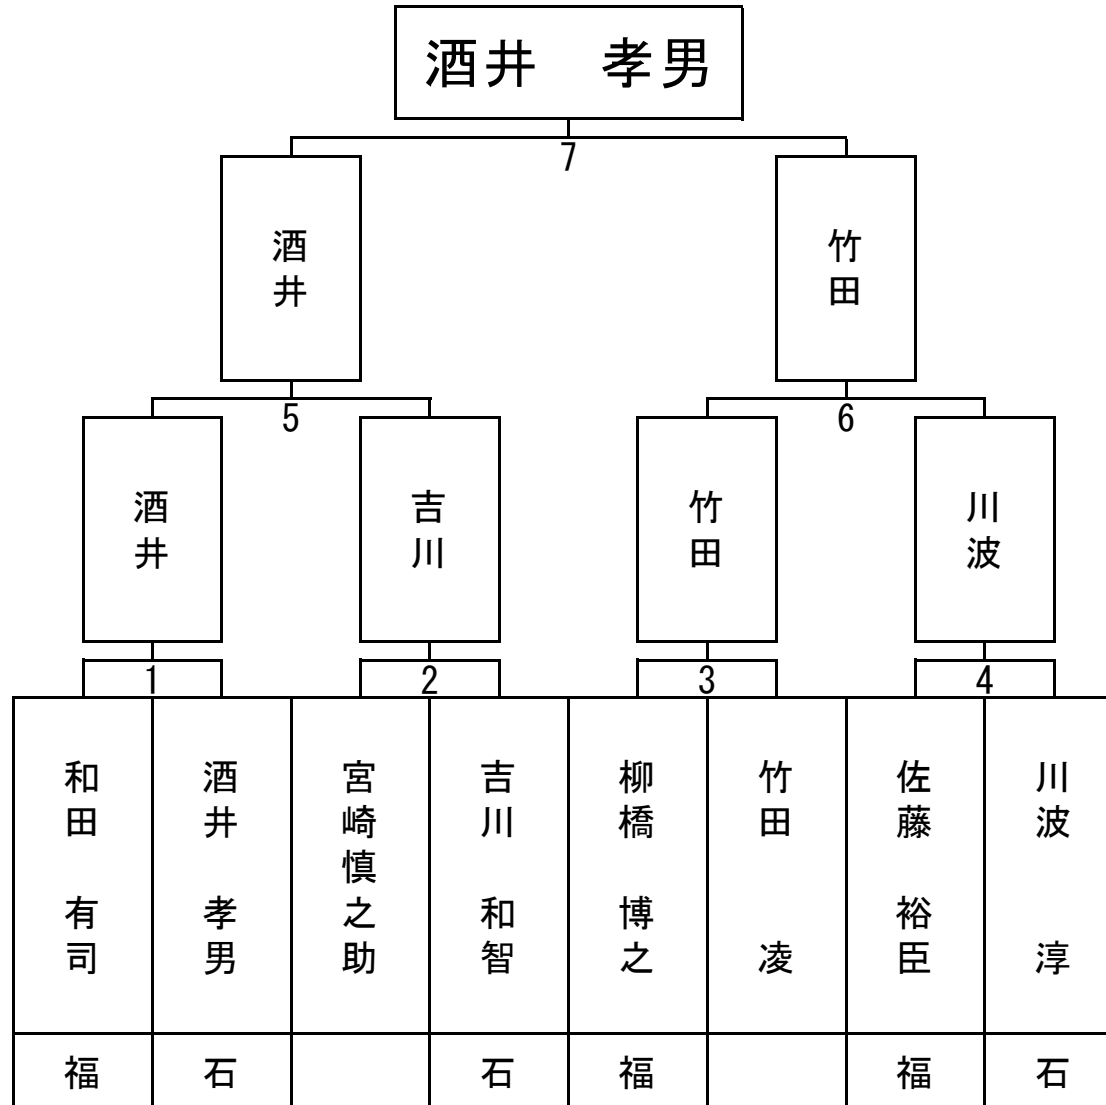 酒井　孝男
7
酒井
竹田
5
6
酒井
吉川
竹田
川波
1
2
3
4
和田　有司
酒井　孝男
宮崎慎之助
吉川　和智
柳橋　博之
竹田　　凌
佐藤　裕臣
川波　　淳
福
石
石
福
福
石